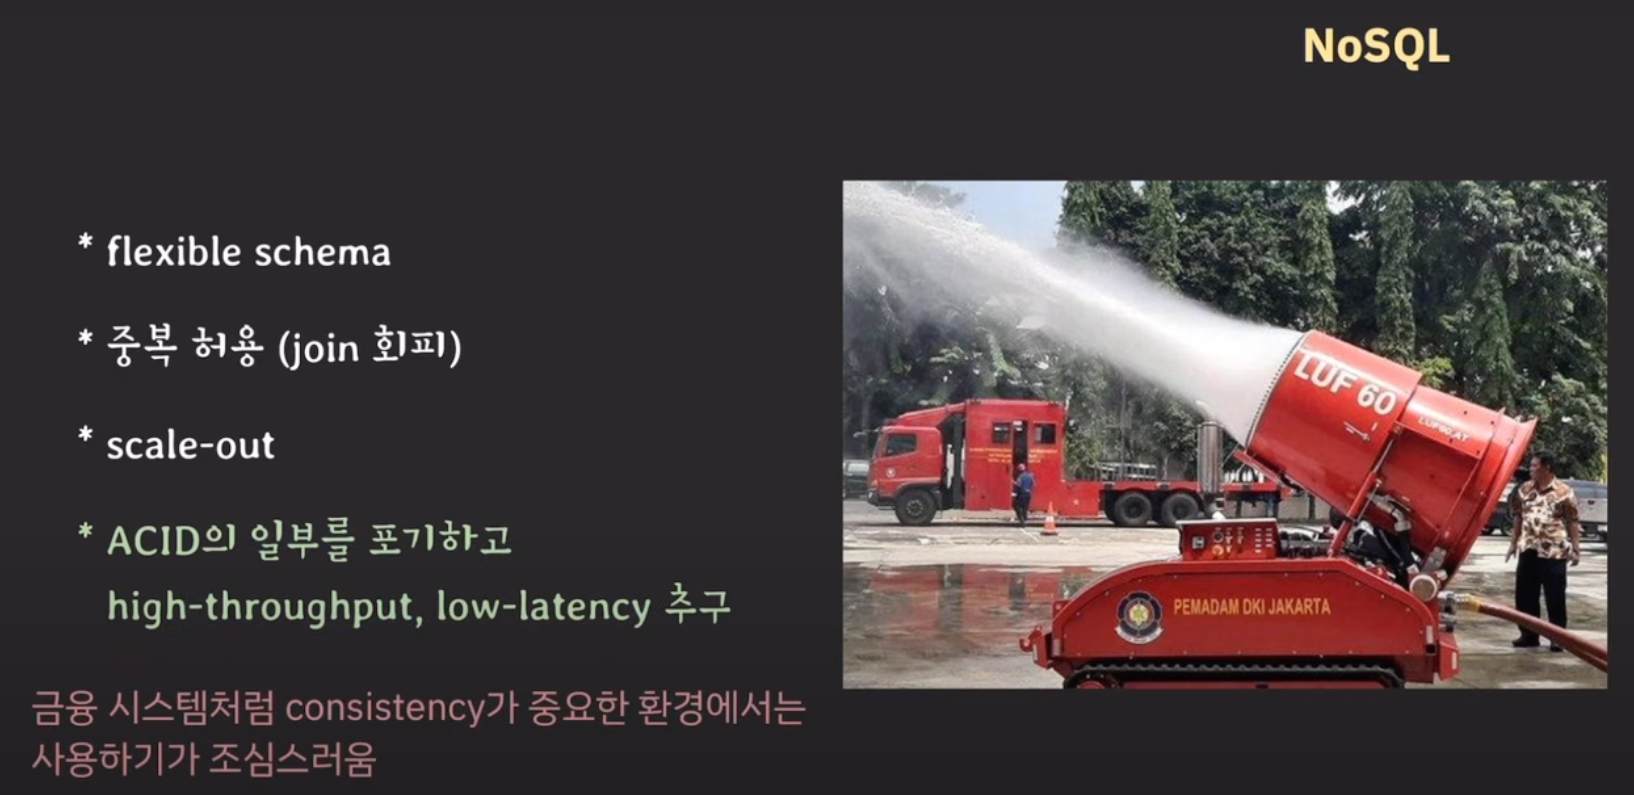 NoSQL
* flexible schema
* 중복 허용 (join 회피)
* scale-out
* ACID의 일부를 포기하고
high-throughput, low-latency 추구
금융 시스템처럼 consistency가 중요한 환경에서는
사용하기가 조심스러움
LUF 60
LUF60.AT
PEMADAM DKI JAKARTA